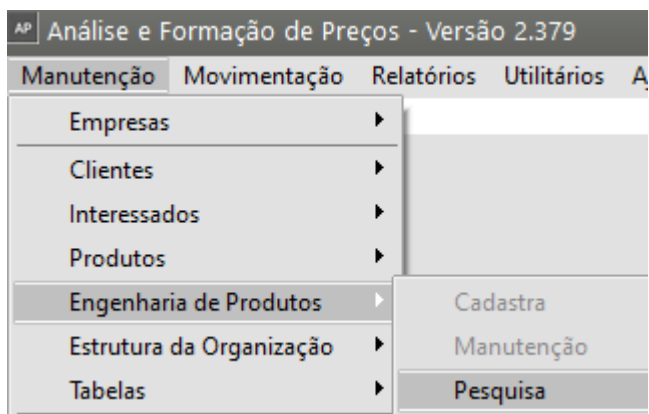 AP Análise e Formação de Preços - Versão 2.379
Manutenção Movimentação Relatórios Utilitários
Empresas
Clientes
Interessados
Produtos
Engenharia de Produtos
Cadastra
Estrutura da Organização
Manutenção
Tabelas
Pesquisa